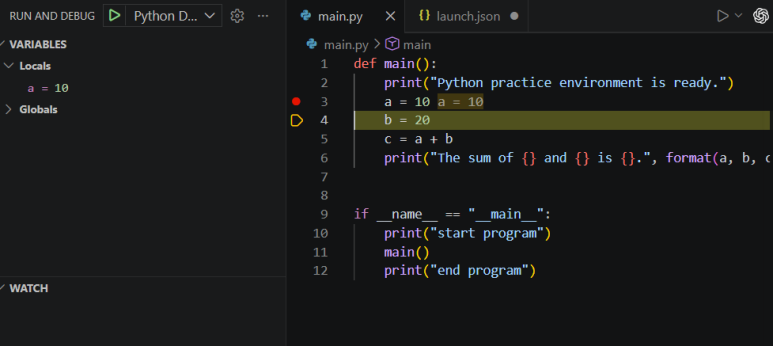 RUN AND DEBUG Python D...
VARIABLES
Locals
a = 10
Globals
WATCH
main.py
launch.json
main.py > main
1 def main():
2 print("Python practice environment is ready.")
3 a = 10 a = 10
4 b = 20
5 c = a + b
6 print("The sum of {} and {} is {}.", format(a, b, c
7
8
9 if __name__ == "__main__":
10 print("start program")
11 main()
12 print("end program")